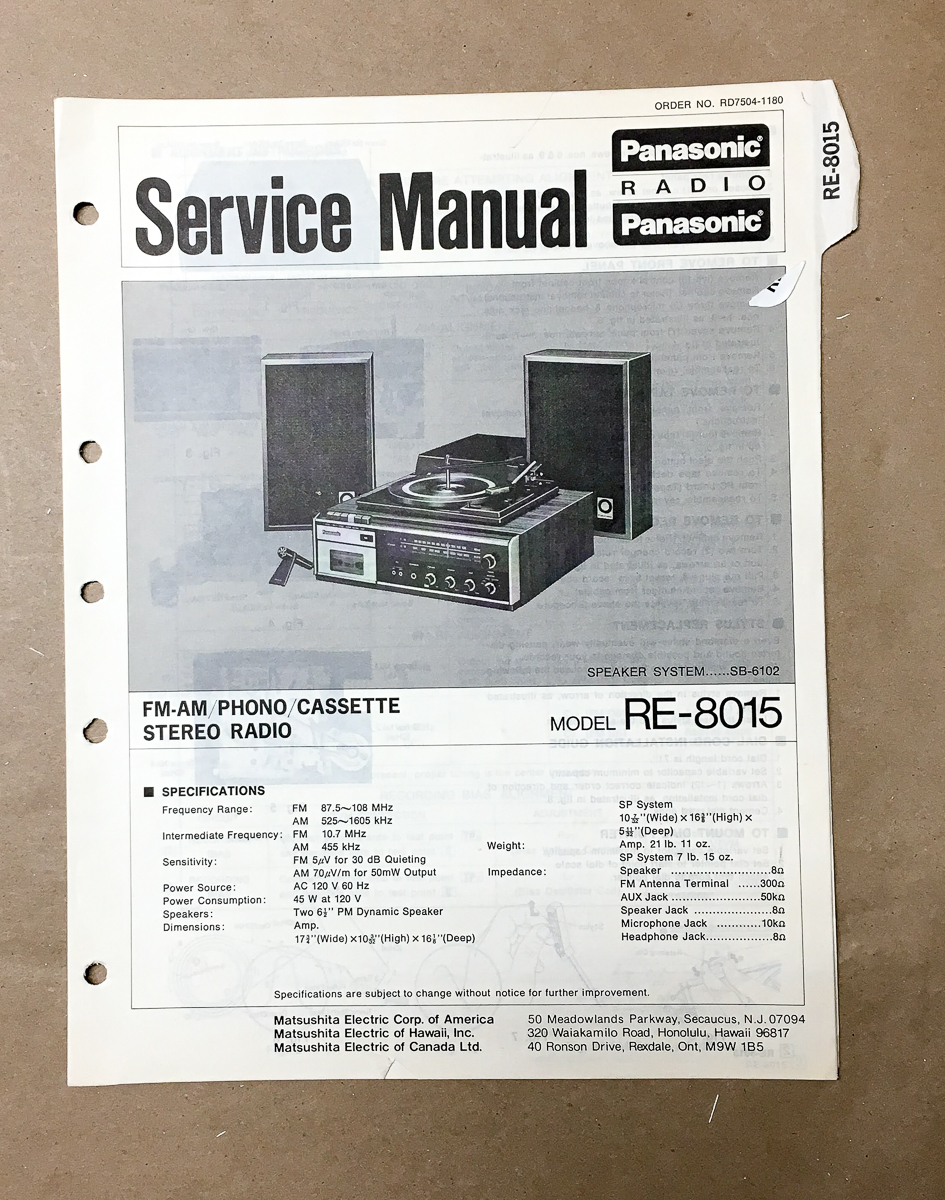 ORDER NO. RD7504-1180
RE-8015
Service Manual
Panasonic®
RADIO
Panasonic®
Panasonic
SPEAKER SYSTEM......SB-6102
FM-AM/PHONO/CASSETTE
STEREO RADIO
MODEL RE-8015
■ SPECIFICATIONS
Frequency Range: FM 87.5~108 MHz
AM 525~1605 kHz
Intermediate Frequency: FM 10.7 MHz
AM 455 kHz
Sensitivity: FM 5μV for 30 dB Quieting
AM 70μV/m for 50mW Output
Power Source: AC 120 V 60 Hz
Power Consumption: 45 W at 120 V
Speakers: Two 6½'' PM Dynamic Speaker
Dimensions: Amp.
(Wide)×(High)×(Deep)
SP System
(Wide)×(High)×
(Deep)
Weight: Amp. 21 lb. 11 oz.
SP System 7 lb. 15 oz.
Impedance: Speaker ........................8Ω
FM Antenna Terminal ......300Ω
AUX Jack .....................50kΩ
Speaker Jack ...................8Ω
Microphone Jack ............10kΩ
Headphone Jack................8Ω
Specifications are subject to change without notice for further improvement.
Matsushita Electric Corp. of America 50 Meadowlands Parkway, Secaucus, N.J. 07094
Matsushita Electric of Hawaii, Inc. 320 Waiakamilo Road, Honolulu, Hawaii 96817
Matsushita Electric of Canada Ltd. 40 Ronson Drive, Rexdale, Ont, M9W 1B5